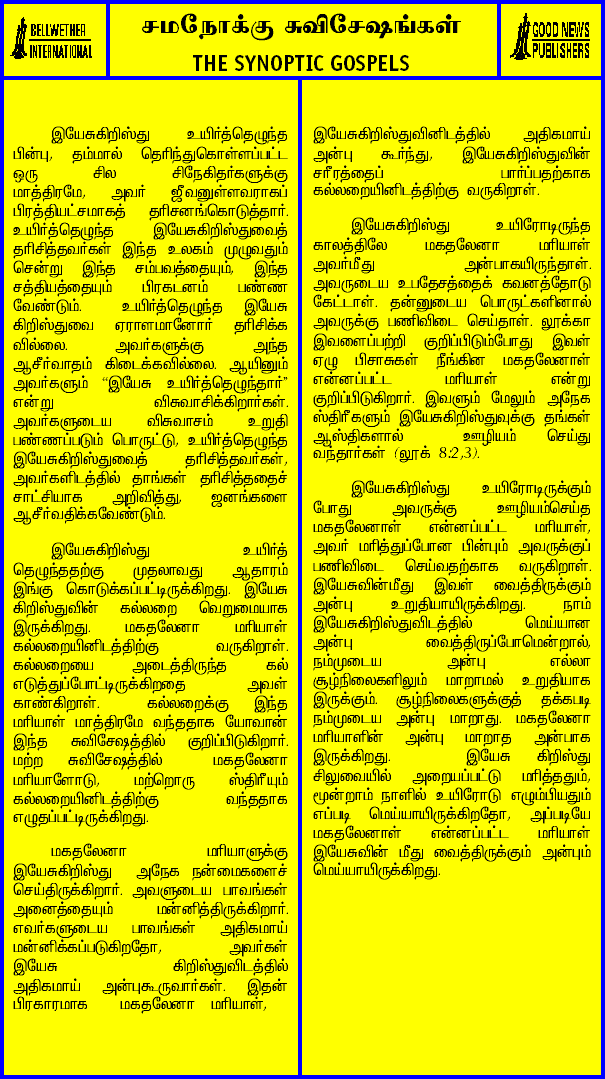 BELLWETHER
INTERNATIONAL
சமநோக்கு சுவிசேஷங்கள்
THE SYNOPTIC GOSPELS
GOOD NEWS
PUBLISHERS
இயேசுகிறிஸ்து உயிர்த்தெழுந்த
பின்பு, தம்மால் தெரிந்துகொள்ளப்பட்ட
ஒரு சில சிநேகிதர்களுக்கு
மாத்திரமே, அவர் ஜீவனுள்ளவராகப்
பிரத்தியட்சமாகத் தரிசனங்கொடுத்தார்.
உயிர்த்தெழுந்த இயேசுகிறிஸ்துவைத்
தரிசித்தவர்கள் இந்த உலகம் முழுவதும்
சென்று இந்த சம்பவத்தையும், இந்த
சத்தியத்தையும் பிரகடனம் பண்ண
வேண்டும். உயிர்த்தெழுந்த இயேசு
கிறிஸ்துவை ஏராளமானோர் தரிசிக்க
வில்லை. அவர்களுக்கு அந்த
ஆசீர்வாதம் கிடைக்கவில்லை. ஆயினும்
அவர்களும் “இயேசு உயிர்த்தெழுந்தார்”
என்று விசுவாசிக்கிறார்கள்.
அவர்களுடைய விசுவாசம் உறுதி
பண்ணப்படும் பொருட்டு, உயிர்த்தெழுந்த
இயேசுகிறிஸ்துவைத் தரிசித்தவர்கள்,
அவர்களிடத்தில் தாங்கள் தரிசித்ததைச்
சாட்சியாக அறிவித்து, ஜனங்களை
ஆசீர்வதிக்கவேண்டும்.
இயேசுகிறிஸ்து உயிர்த்
தெழுந்ததற்கு முதலாவது ஆதாரம்
இங்கு கொடுக்கப்பட்டிருக்கிறது. இயேசு
கிறிஸ்துவின் கல்லறை வெறுமையாக
இருக்கிறது. மகதலேனா மரியாள்
கல்லறையினிடத்திற்கு வருகிறாள்.
கல்லறையை அடைத்திருந்த கல்
எடுத்துப்போட்டிருக்கிறதை அவள்
காண்கிறாள். கல்லறைக்கு இந்த
மரியாள் மாத்திரமே வந்ததாக யோவான்
இந்த சுவிசேஷத்தில் குறிப்பிடுகிறார்.
மற்ற சுவிசேஷத்தில் மகதலேனா
மரியாளோடு, மற்றொரு ஸ்திரீயும்
கல்லறையினிடத்திற்கு வந்ததாக
எழுதப்பட்டிருக்கிறது.
மகதலேனா மரியாளுக்கு
இயேசுகிறிஸ்து அநேக நன்மைகளைச்
செய்திருக்கிறார். அவளுடைய பாவங்கள்
அனைத்தையும் மன்னித்திருக்கிறார்.
எவர்களுடைய பாவங்கள் அதிகமாய்
மன்னிக்கப்படுகிறதோ, அவர்கள்
இயேசு கிறிஸ்துவிடத்தில்
அதிகமாய் அன்புகூருவார்கள். இதன்
பிரகாரமாக மகதலேனா மரியாள்,
இயேசுகிறிஸ்துவினிடத்தில் அதிகமாய்
அன்பு கூர்ந்து, இயேசுகிறிஸ்துவின்
சரீரத்தைப் பார்ப்பதற்காக
கல்லறையினிடத்திற்கு வருகிறாள்.
இயேசுகிறிஸ்து உயிரோடிருந்த
காலத்திலே மகதலேனா மரியாள்
அவர்மீது அன்பாகயிருந்தாள்.
அவருடைய உபதேசத்தைக் கவனத்தோடு
கேட்டாள். தன்னுடைய பொருட்களினால்
அவருக்கு பணிவிடை செய்தாள். லூக்கா
இவளைப்பற்றி குறிப்பிடும்போது இவள்
ஏழு பிசாசுகள் நீங்கின மகதலேனாள்
என்னப்பட்ட மரியாள் என்று
குறிப்பிடுகிறார். இவளும் மேலும் அநேக
ஸ்திரீகளும் இயேசுகிறிஸ்துவுக்கு தங்கள்
ஆஸ்திகளால் ஊழியம் செய்து
வந்தார்கள் (லூக் 8:2,3).
இயேசுகிறிஸ்து உயிரோடிருக்கும்
போது அவருக்கு ஊழியம்செய்த
மகதலேனாள் என்னப்பட்ட மரியாள்,
அவர் மரித்துப்போன பின்பும் அவருக்குப்
பணிவிடை செய்வதற்காக வருகிறாள்.
இயேசுவின்மீது இவள் வைத்திருக்கும்
அன்பு உறுதியாயிருக்கிறது. நாம்
இயேசுகிறிஸ்துவிடத்தில் மெய்யான
அன்பு வைத்திருப்போமென்றால்,
நம்முடைய அன்பு எல்லா
சூழ்நிலைகளிலும் மாறாமல் உறுதியாக
இருக்கும். சூழ்நிலைகளுக்குத் தக்கபடி
நம்முடைய அன்பு மாறாது. மகதலேனா
மரியாளின் அன்பு மாறாத அன்பாக
இருக்கிறது. இயேசு கிறிஸ்து
சிலுவையில் அறையப்பட்டு மரித்ததும்,
மூன்றாம் நாளில் உயிரோடு எழும்பியதும்
எப்படி மெய்யாயிருக்கிறதோ, அப்படியே
மகதலேனாள் என்னப்பட்ட மரியாள்
இயேசுவின் மீது வைத்திருக்கும் அன்பும்
மெய்யாயிருக்கிறது.